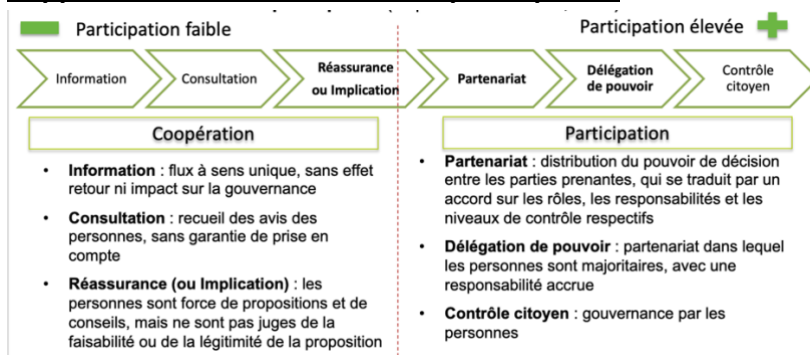 Participation faible
Participation élevée
Information
Consultation
Réassurance
ou Implication
Partenariat
Délégation
de pouvoir
Contrôle
citoyen
Coopération
• Information : flux à sens unique, sans effet
retour ni impact sur la gouvernance
• Consultation : recueil des avis des
personnes, sans garantie de prise en
compte
• Réassurance (ou Implication) : les
personnes sont force de propositions et de
conseils, mais ne sont pas juges de la
faisabilité ou de la légitimité de la proposition
Participation
• Partenariat : distribution du pouvoir de décision
entre les parties prenantes, qui se traduit par un
accord sur les rôles, les responsabilités et les
niveaux de contrôle respectifs
• Délégation de pouvoir : partenariat dans lequel
les personnes sont majoritaires, avec une
responsabilité accrue
• Contrôle citoyen : gouvernance par les
personnes